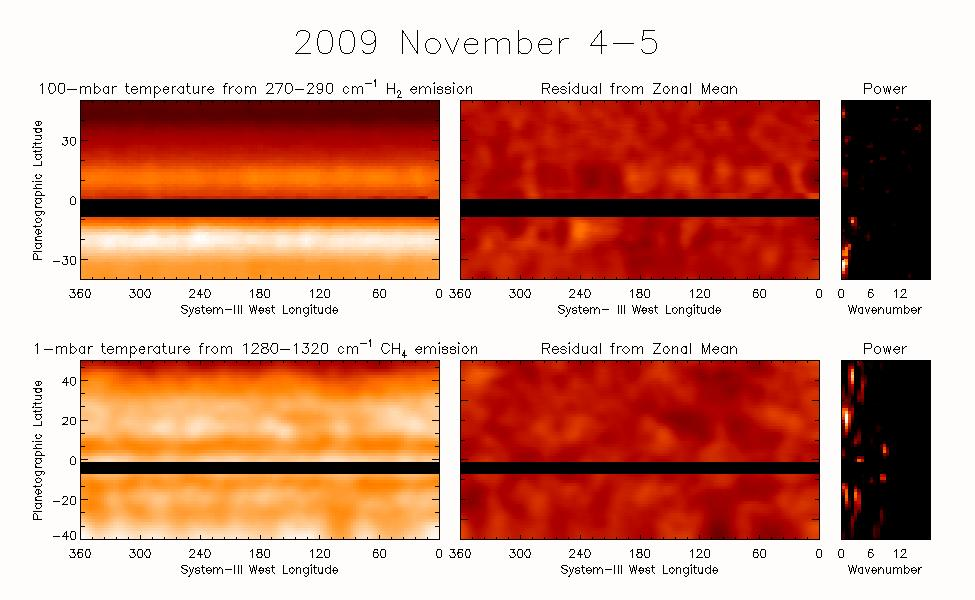 2009 November 4-5
100-mbar temperature from 270-290 cm⁻¹ H₂ emission
Residual from Zonal Mean
Power
Planetographic Latitude
30
0
-30
360 300 240 180 120 60 0
360 300 240 180 120 60 0
0 6 12
System-III West Longitude
System- III West Longitude
Wavenumber
1-mbar temperature from 1280-1320 cm⁻¹ CH₄ emission
Residual from Zonal Mean
Power
Planetographic Latitude
40
20
0
-20
-40
360 300 240 180 120 60 0
360 300 240 180 120 60 0
0 6 12
System-III West Longitude
System-III West Longitude
Wavenumber